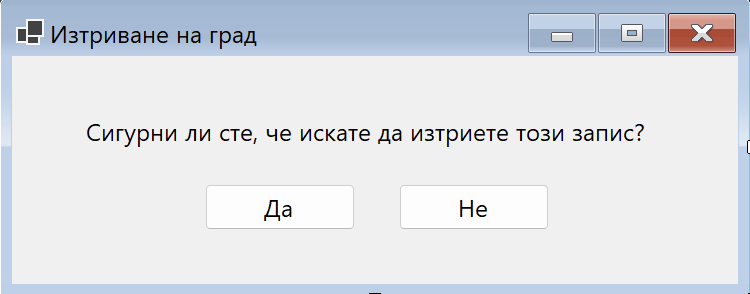 Изтриване на град
Сигурни ли сте, че искате да изтриете този запис?
Да
Не